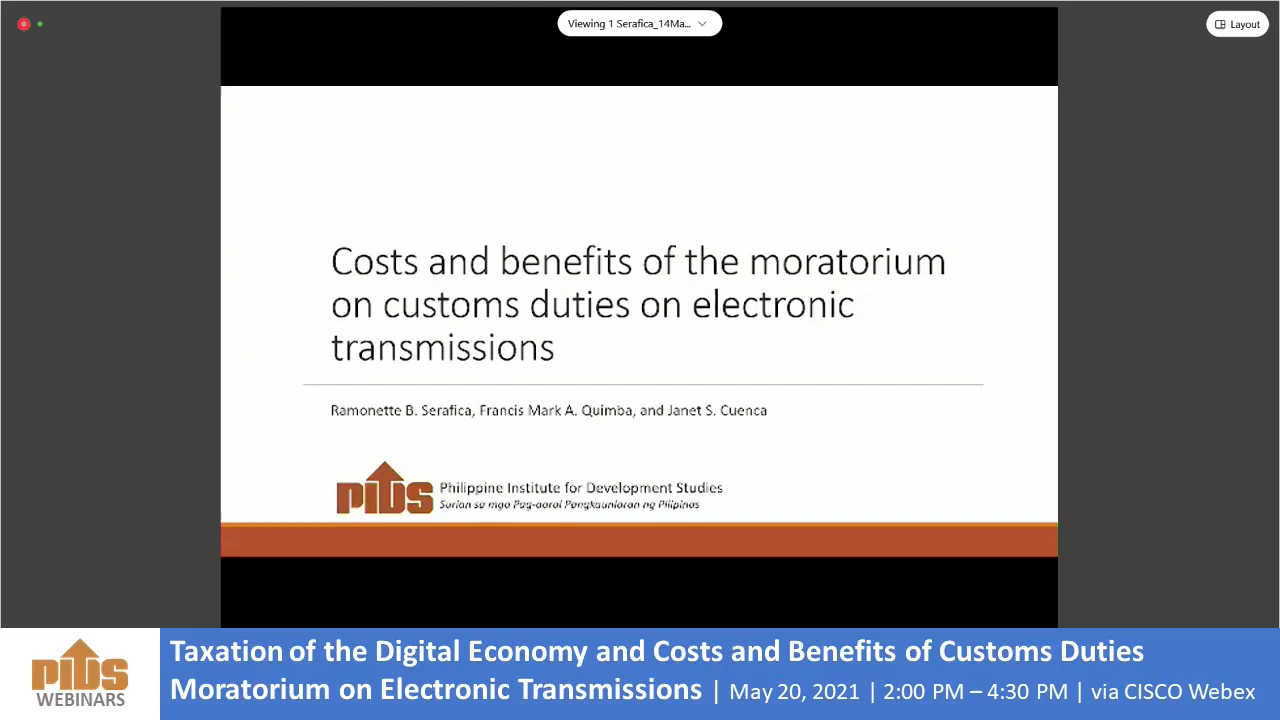 Viewing 1 Serafica_14Ma...
Layout
Costs and benefits of the moratorium
on customs duties on electronic
transmissions
Ramonette B. Serafica, Francis Mark A. Quimba, and Janet S. Cuenca
PIDS
Philippine Institute for Development Studies
Surian sa mga Pag-aaral Pangkaunlaran ng Pilipinas
PIDS
WEBINARS
Taxation of the Digital Economy and Costs and Benefits of Customs Duties
Moratorium on Electronic Transmissions | May 20, 2021 | 2:00 PM – 4:30 PM | via CISCO Webex